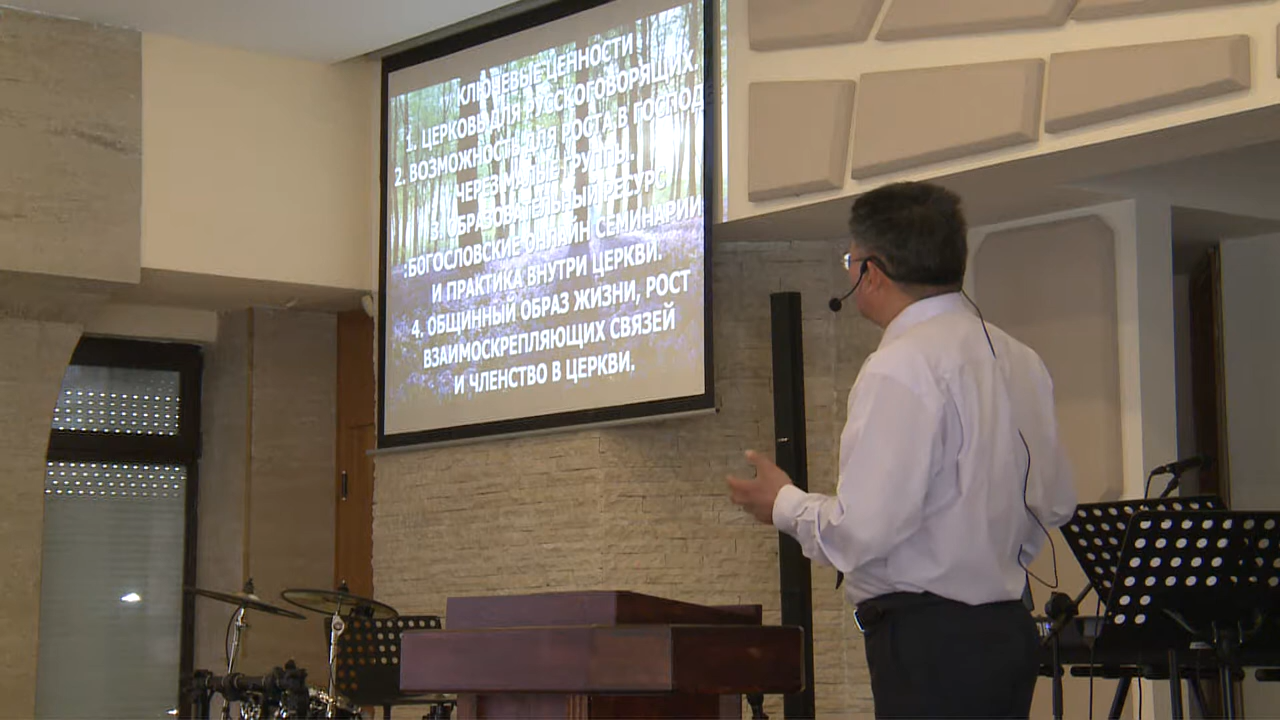 КЛЮЧЕВЫЕ ЦЕННОСТИ
1. ЦЕРКОВЬ ДЛЯ РУССКОГОВОРЯЩИХ.
2. ВОЗМОЖНОСТЬ ДЛЯ РОСТА В ГОСПОД
ЧЕРЕЗ МАЛЫЕ ГРУППЫ.
3. ОБРАЗОВАТЕЛЬНЫЙ РЕСУРС
:БОГОСЛОВСКИЕ ОНЛАЙН СЕМИНАРИИ
И ПРАКТИКА ВНУТРИ ЦЕРКВИ.
4. ОБЩИННЫЙ ОБРАЗ ЖИЗНИ, РОСТ
ВЗАИМОСКРЕПЛЯЮЩИХ СВЯЗЕЙ
И ЧЛЕНСТВО В ЦЕРКВИ.